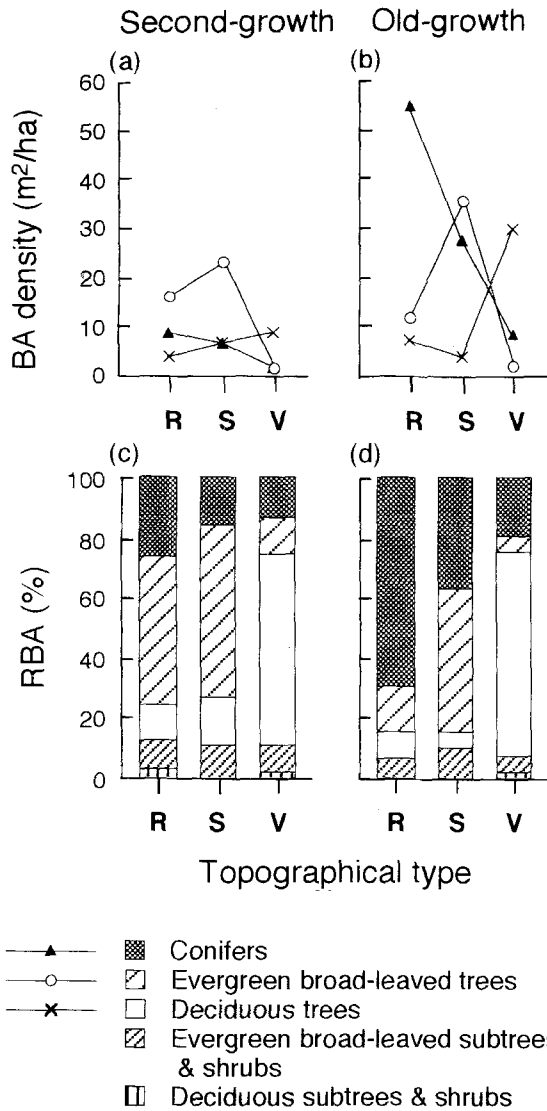 Second-growth Old-growth
(a) (b)
BA density (m²/ha)
60
50
40
30
20
10
0
R S V R S V
(c) (d)
RBA (%)
100
80
60
40
20
0
R S V R S V
Topographical type
Conifers
Evergreen broad-leaved trees
Deciduous trees
Evergreen broad-leaved subtrees
& shrubs
Deciduous subtrees & shrubs